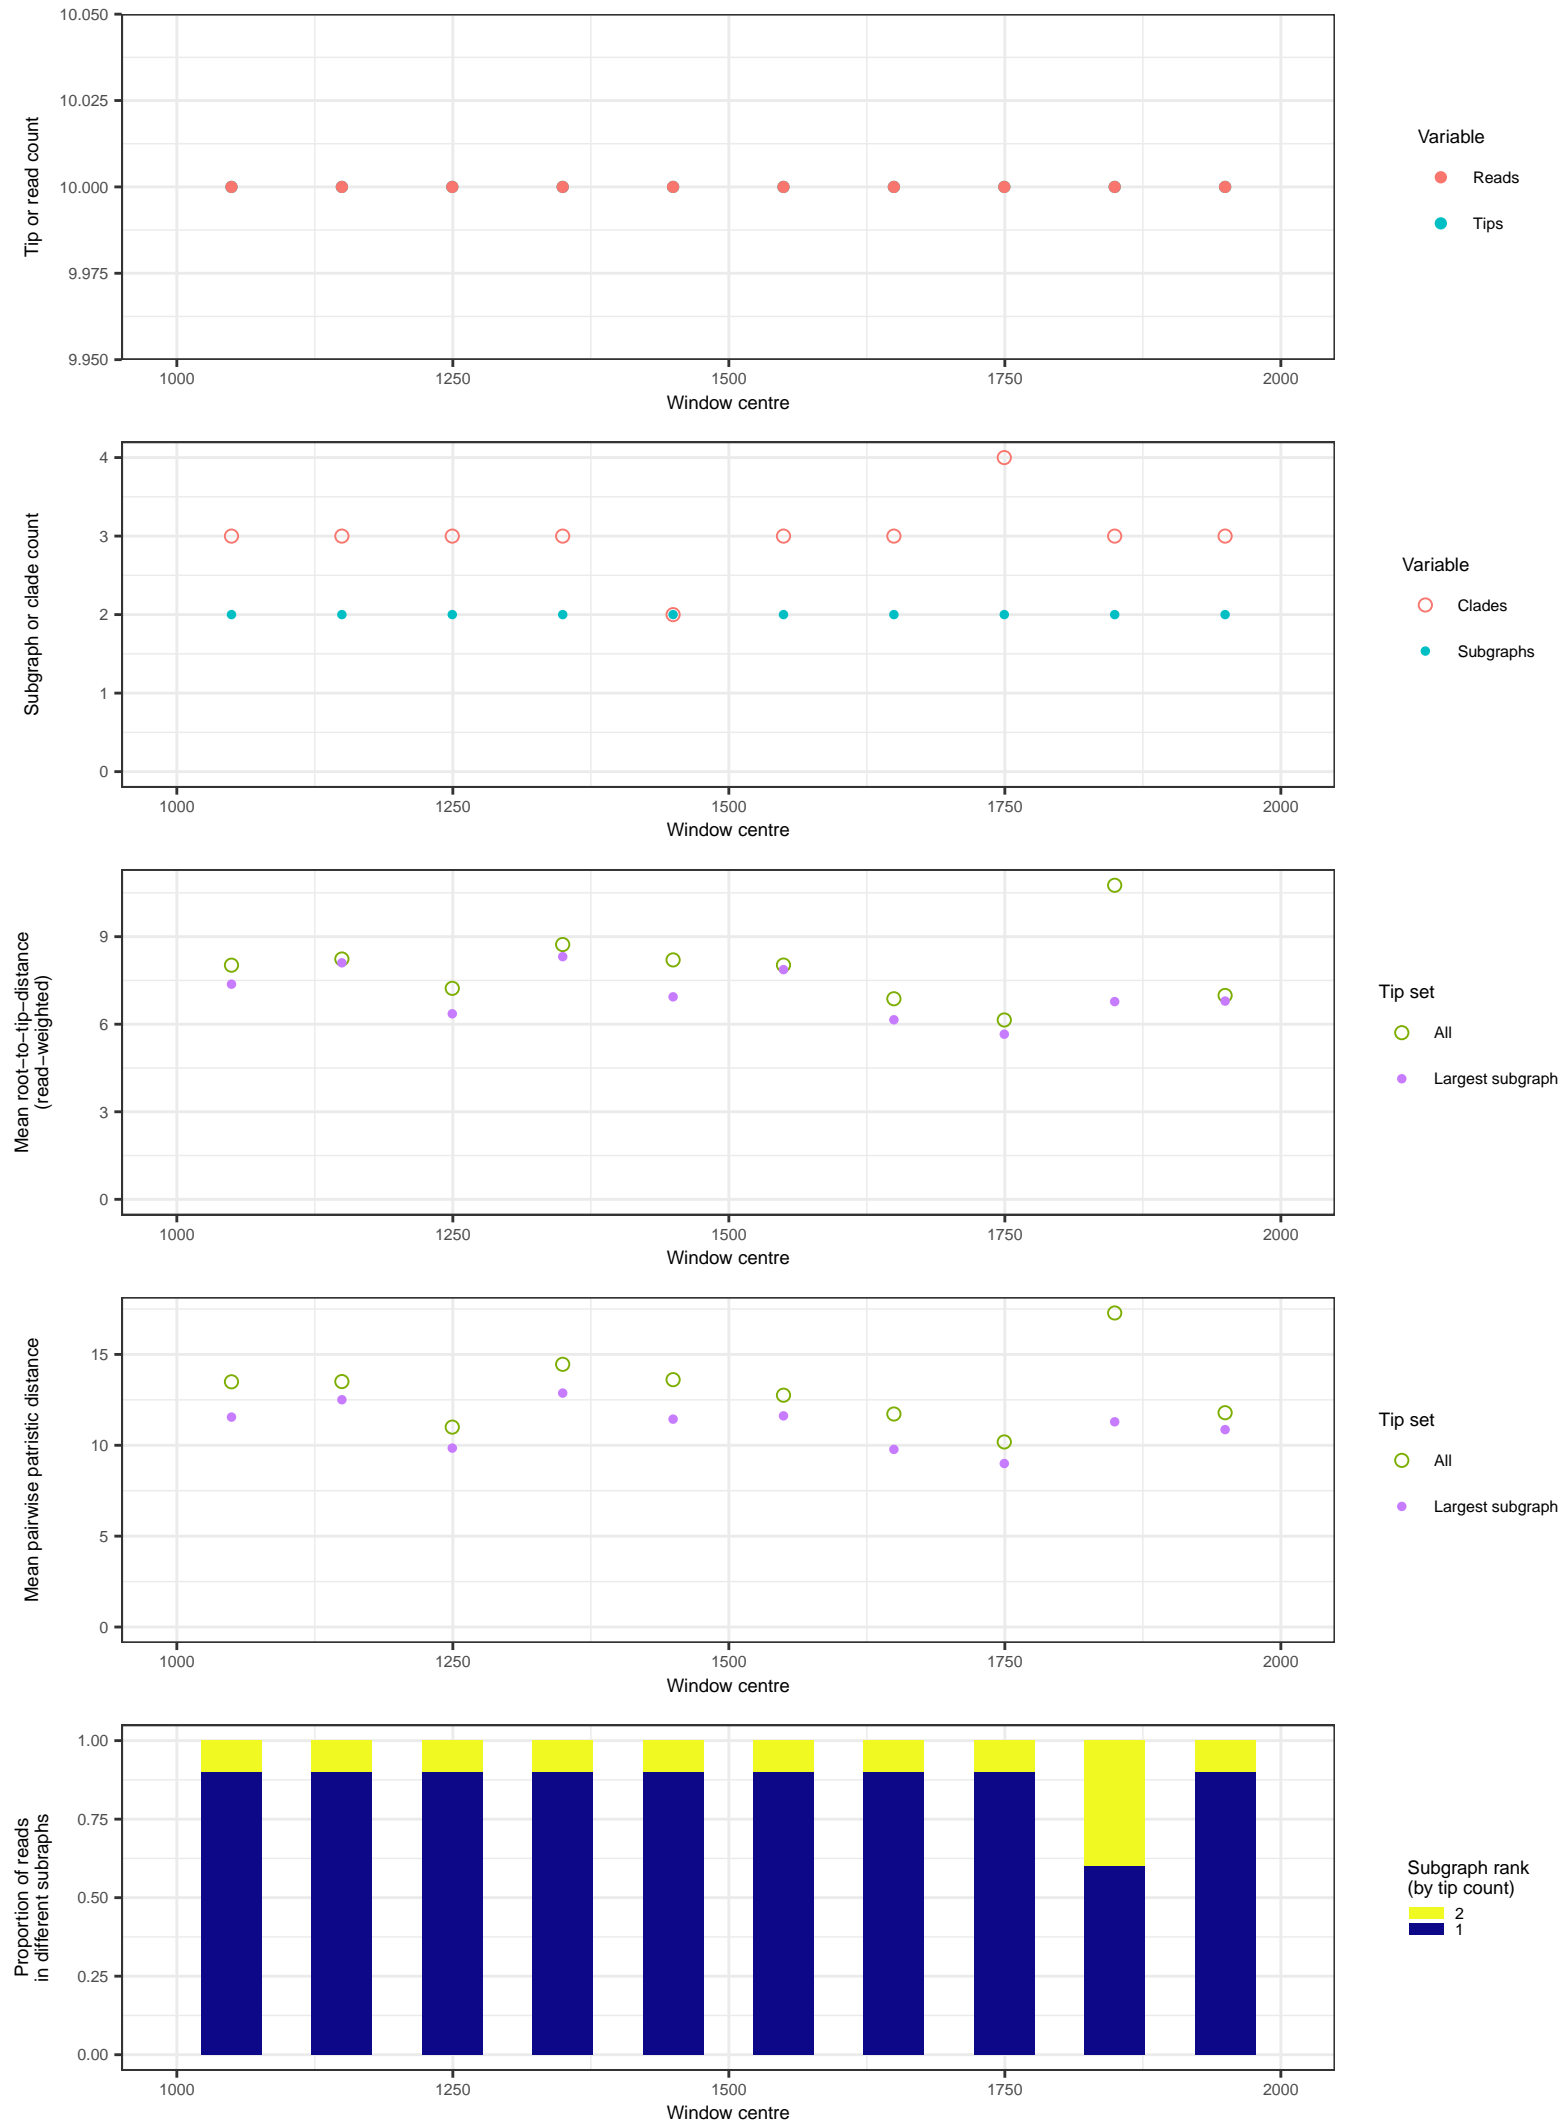 10.050
10.025
10.000
9.975
9.950
Tip or read count
1000 1250 1500 1750 2000
Window centre
Variable
Reads
Tips
4
3
2
1
0
Subgraph or clade count
1000 1250 1500 1750 2000
Window centre
Variable
Clades
Subgraphs
9
6
3
0
Mean root−to−tip−distance
(read−weighted)
1000 1250 1500 1750 2000
Window centre
Tip set
All
Largest subgraph
15
10
5
0
Mean pairwise patristic distance
1000 1250 1500 1750 2000
Window centre
Tip set
All
Largest subgraph
1.00
0.75
0.50
0.25
0.00
Proportion of reads
in different subraphs
1000 1250 1500 1750 2000
Window centre
Subgraph rank
(by tip count)
2
1